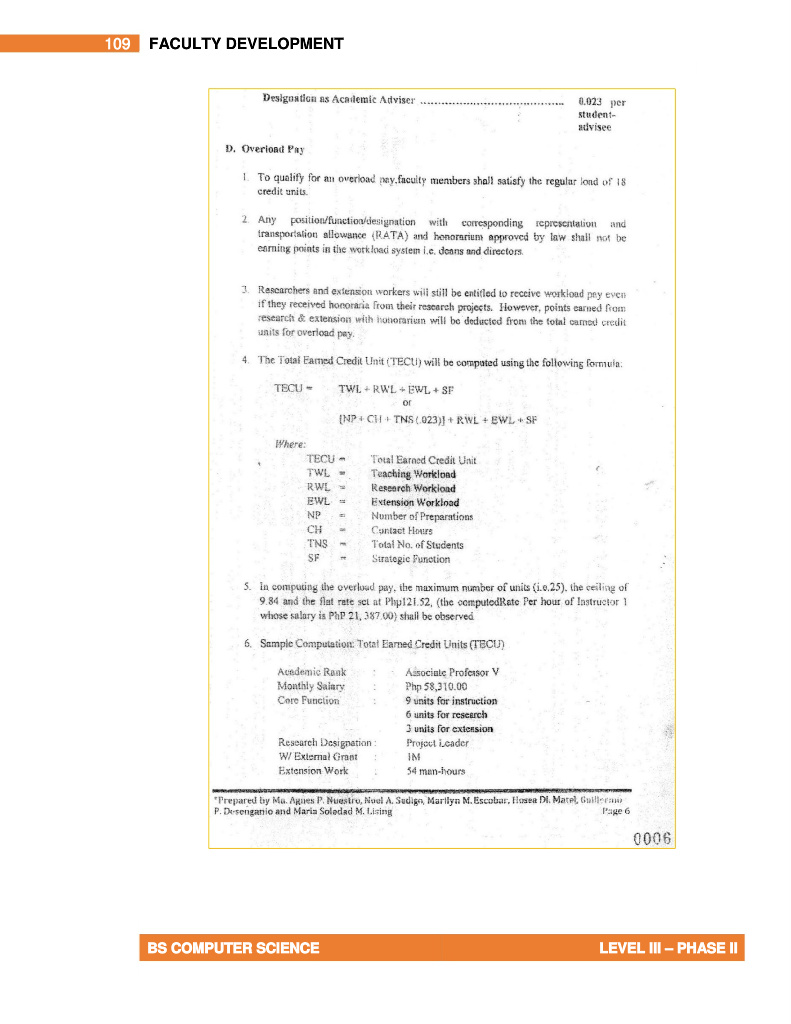 109 FACULTY DEVELOPMENT
Designation as Academic Adviser ........................................ 0.023 per
student-
advisee
D. Overload Pay
1. To qualify for an overload pay,faculty members shall satisfy the regular load of 18
credit units.
2. Any position/function/designation with corresponding representation and
transportation allowance (RATA) and honorarium approved by law shall not be
earning points in the workload system i.e. deans and directors.
3. Researchers and extension workers will still be entitled to receive workload pay even
if they received honoraria from their research projects. However, points earned from
research & extension with honorarium will be deducted from the total earned credit
units for overload pay.
4. The Total Earned Credit Unit (TECU) will be computed using the following formula:
TECU = TWL + RWL + EWL + SF
or
[NP + CH + TNS (.023)] + RWL + EWL + SF
Where:
TECU = Total Earned Credit Unit
TWL = Teaching Workload
RWL = Research Workload
EWL = Extension Workload
NP = Number of Preparations
CH = Contact Hours
TNS = Total No. of Students
SF = Strategic Function
5. In computing the overload pay, the maximum number of units (i.e.25), the ceiling of
9.84 and the flat rate set at Php121.52, (the computedRate Per hour of Instructor 1
whose salary is PhP 21, 387.00) shall be observed
6. Sample Computation: Total Earned Credit Units (TECU)
Academic Rank : Associate Professor V
Monthly Salary : Php 58,310.00
Core Function : 9 units for instruction
6 units for research
3 units for extension
Research Designation : Project Leader
W/ External Grant : 1M
Extension Work : 54 man-hours
*Prepared by Ma. Agnes P. Nuestro, Noel A. Sedigo, Marilyn M. Escobar, Hosea DI. Matel, Guillermo
P. Desenganio and Maria Soledad M. Lising Page 6
0006
BS COMPUTER SCIENCE LEVEL III – PHASE II